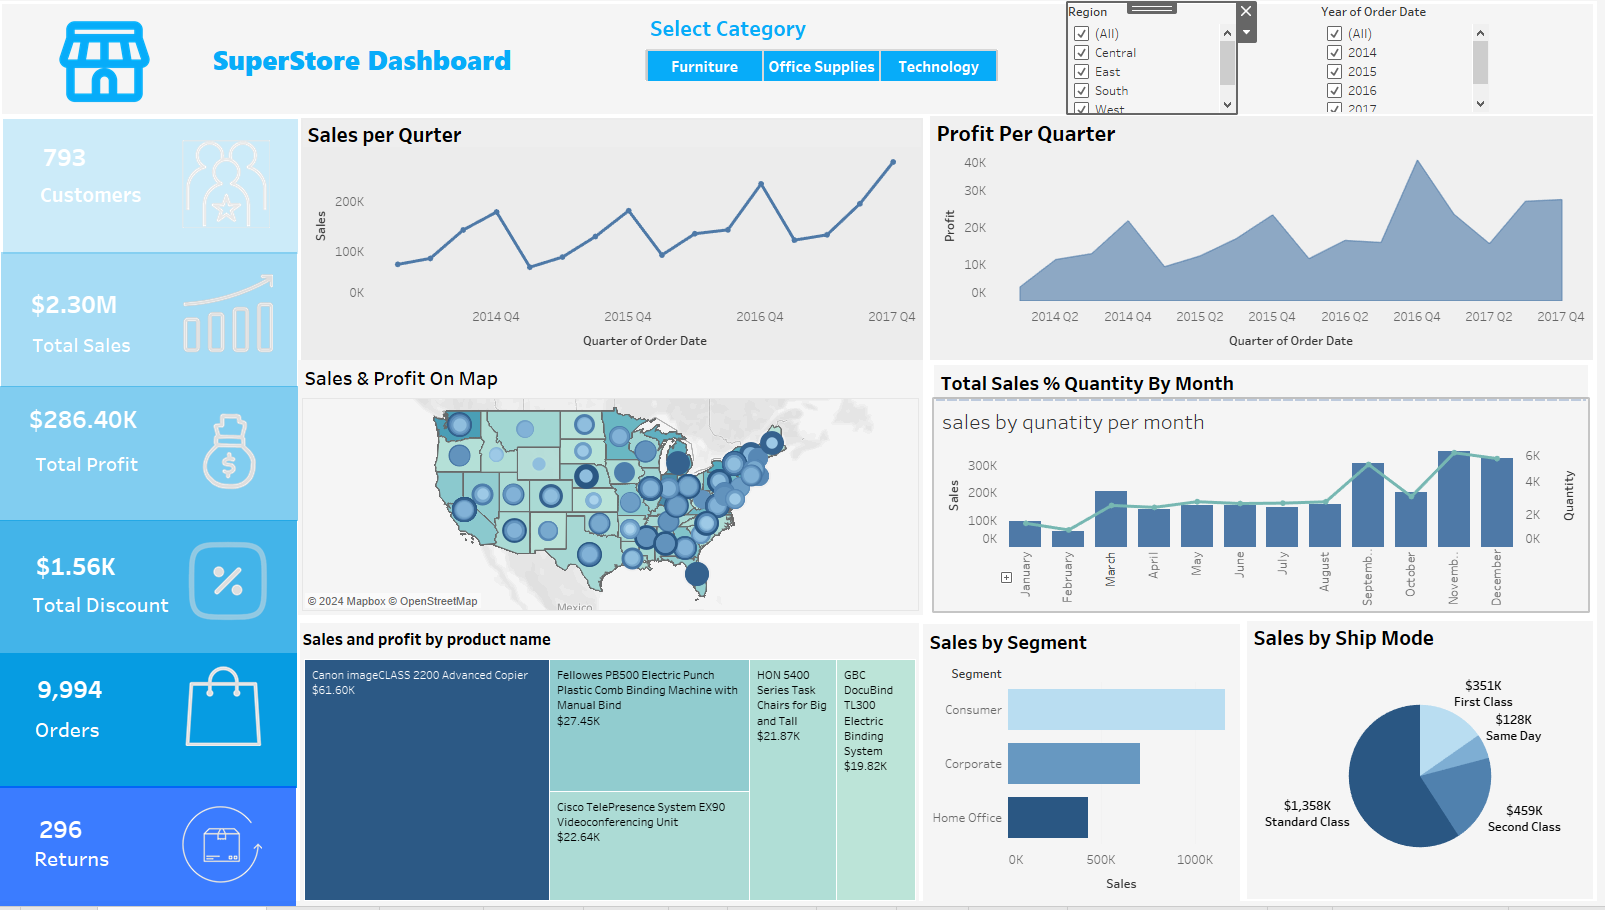 SuperStore Dashboard
Select Category
Furniture
Office Supplies
Technology
Region
(All)
Central
East
South
West
Year of Order Date
(All)
2014
2015
2016
2017
793
Customers
$2.30M
Total Sales
$286.40K
Total Profit
$1.56K
Total Discount
9,994
Orders
296
Returns
Sales per Qurter
Sales
200K
100K
0K
2014 Q4
2015 Q4
2016 Q4
2017 Q4
Quarter of Order Date
Profit Per Quarter
Profit
40K
30K
20K
10K
0K
2014 Q2
2014 Q4
2015 Q2
2015 Q4
2016 Q2
2016 Q4
2017 Q2
2017 Q4
Quarter of Order Date
Sales & Profit On Map
© 2024 Mapbox © OpenStreetMap
Mexico
Total Sales % Quantity By Month
sales by qunatity per month
Sales
300K
200K
100K
0K
6K
4K
2K
0K
Quantity
January
February
March
April
May
June
July
August
Septemb..
October
Novemb..
December
Sales and profit by product name
Canon imageCLASS 2200 Advanced Copier
$61.60K
Fellowes PB500 Electric Punch
Plastic Comb Binding Machine with
Manual Bind
$27.45K
Cisco TelePresence System EX90
Videoconferencing Unit
$22.64K
HON 5400
Series Task
Chairs for Big
and Tall
$21.87K
GBC
DocuBind
TL300
Electric
Binding
System
$19.82K
Sales by Segment
Segment
Consumer
Corporate
Home Office
0K
500K
1000K
Sales
Sales by Ship Mode
$351K
First Class
$128K
Same Day
$459K
Second Class
$1,358K
Standard Class